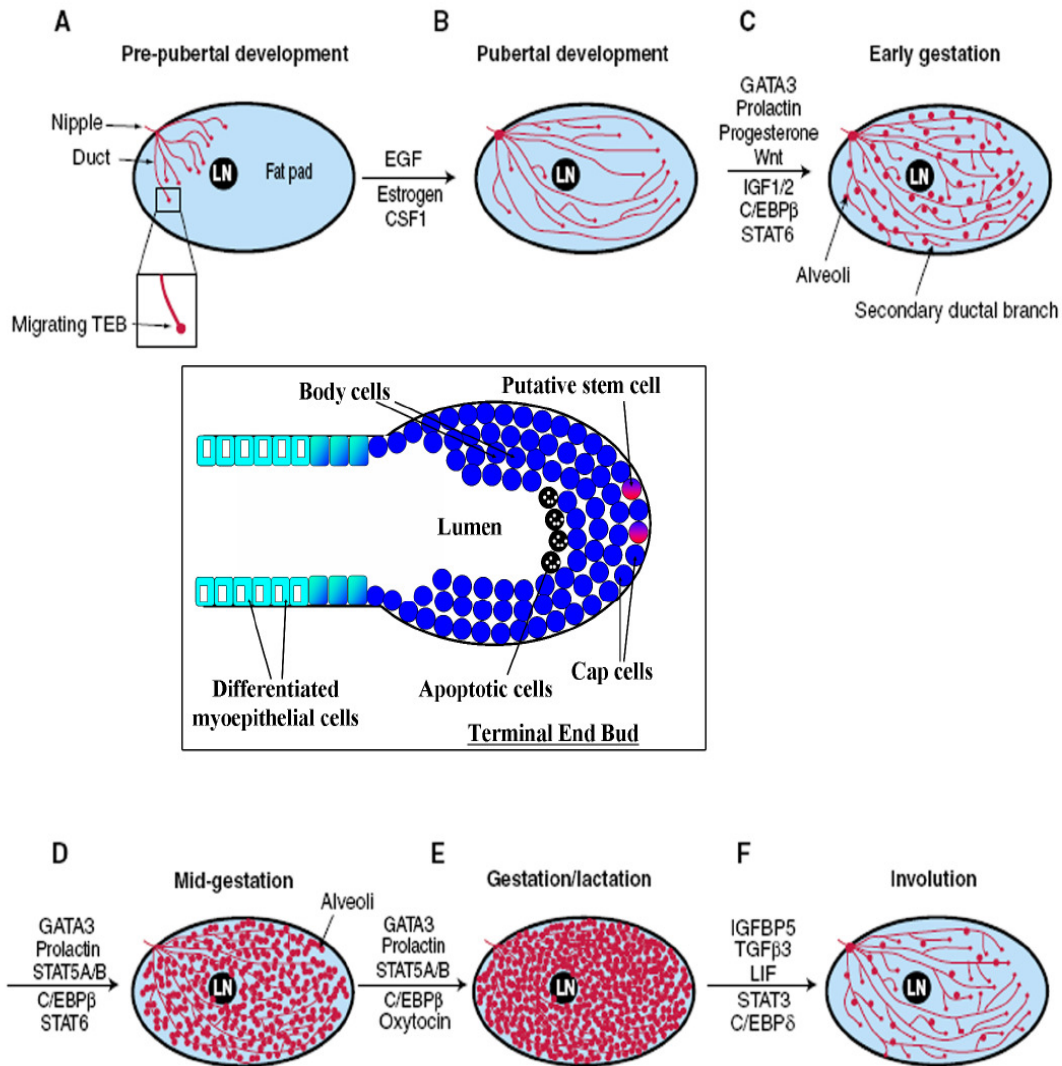 A
Pre-pubertal development
Nipple
Duct
LN
Fat pad
Migrating TEB
EGF
Estrogen
CSF1
B
Pubertal development
LN
GATA3
Prolactin
Progesterone
Wnt
IGF1/2
C/EBPβ
STAT6
C
Early gestation
LN
Alveoli
Secondary ductal branch
Body cells
Putative stem cell
Lumen
Differentiated
myoepithelial cells
Apoptotic cells
Cap cells
Terminal End Bud
D
Mid-gestation
GATA3
Prolactin
STAT5A/B
C/EBPβ
STAT6
Alveoli
LN
E
Gestation/lactation
GATA3
Prolactin
STAT5A/B
C/EBPβ
Oxytocin
LN
F
Involution
IGFBP5
TGFβ3
LIF
STAT3
C/EBPδ
LN